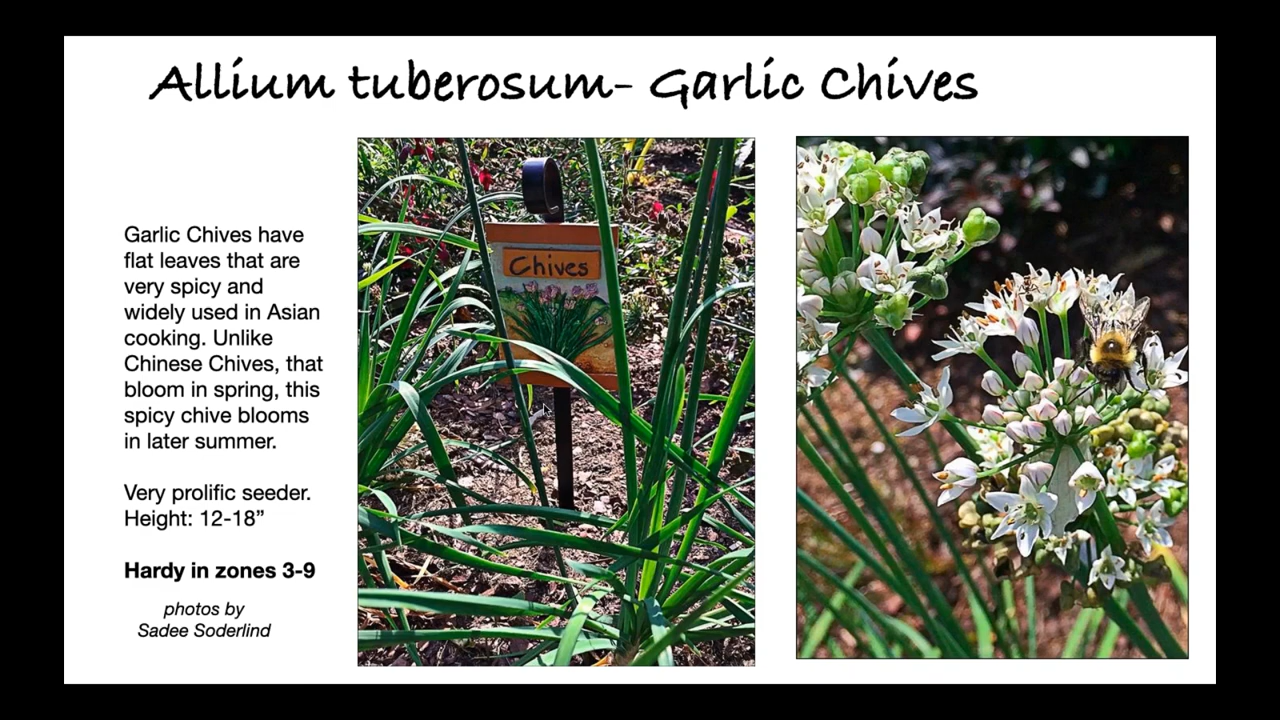 Allium tuberosum- Garlic Chives
Garlic Chives have
flat leaves that are
very spicy and
widely used in Asian
cooking. Unlike
Chinese Chives, that
bloom in spring, this
spicy chive blooms
in later summer.
Very prolific seeder.
Height: 12-18”
Hardy in zones 3-9
photos by
Sadee Soderlind
Chives